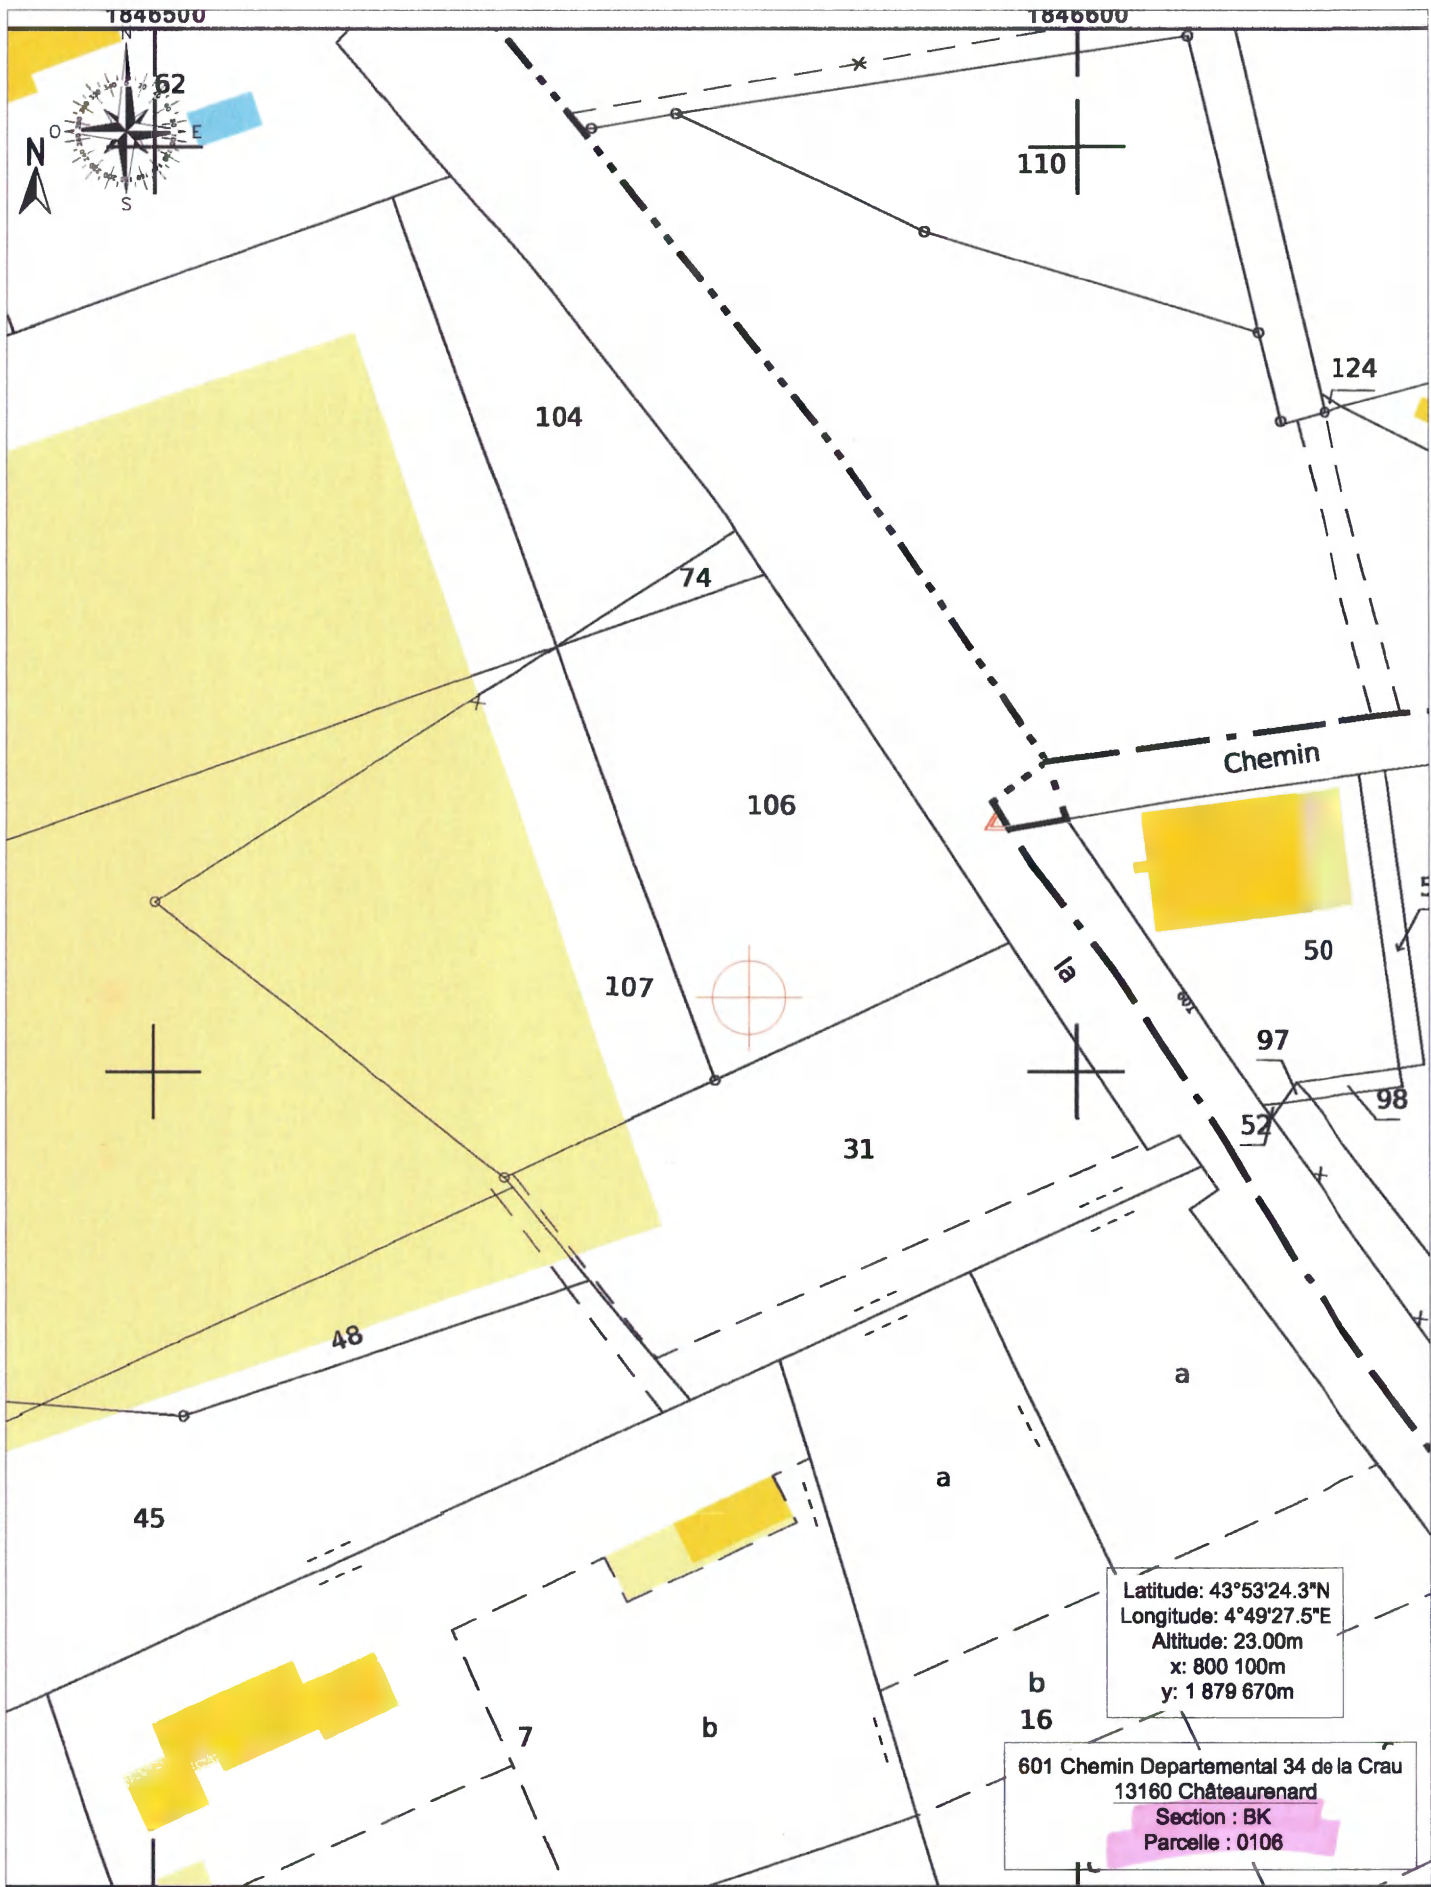 1846500
1846600
N
62
O
E
N
S
110
124
104
74
Chemin
106
la
50
107
109
97
98
52
31
48
a
a
45
Latitude: 43°53'24.3"N
Longitude: 4°49'27.5"E
Altitude: 23.00m
x: 800 100m
y: 1 879 670m
b
16
7
b
601 Chemin Departemental 34 de la Crau
13160 Châteaurenard
Section : BK
Parcelle : 0106